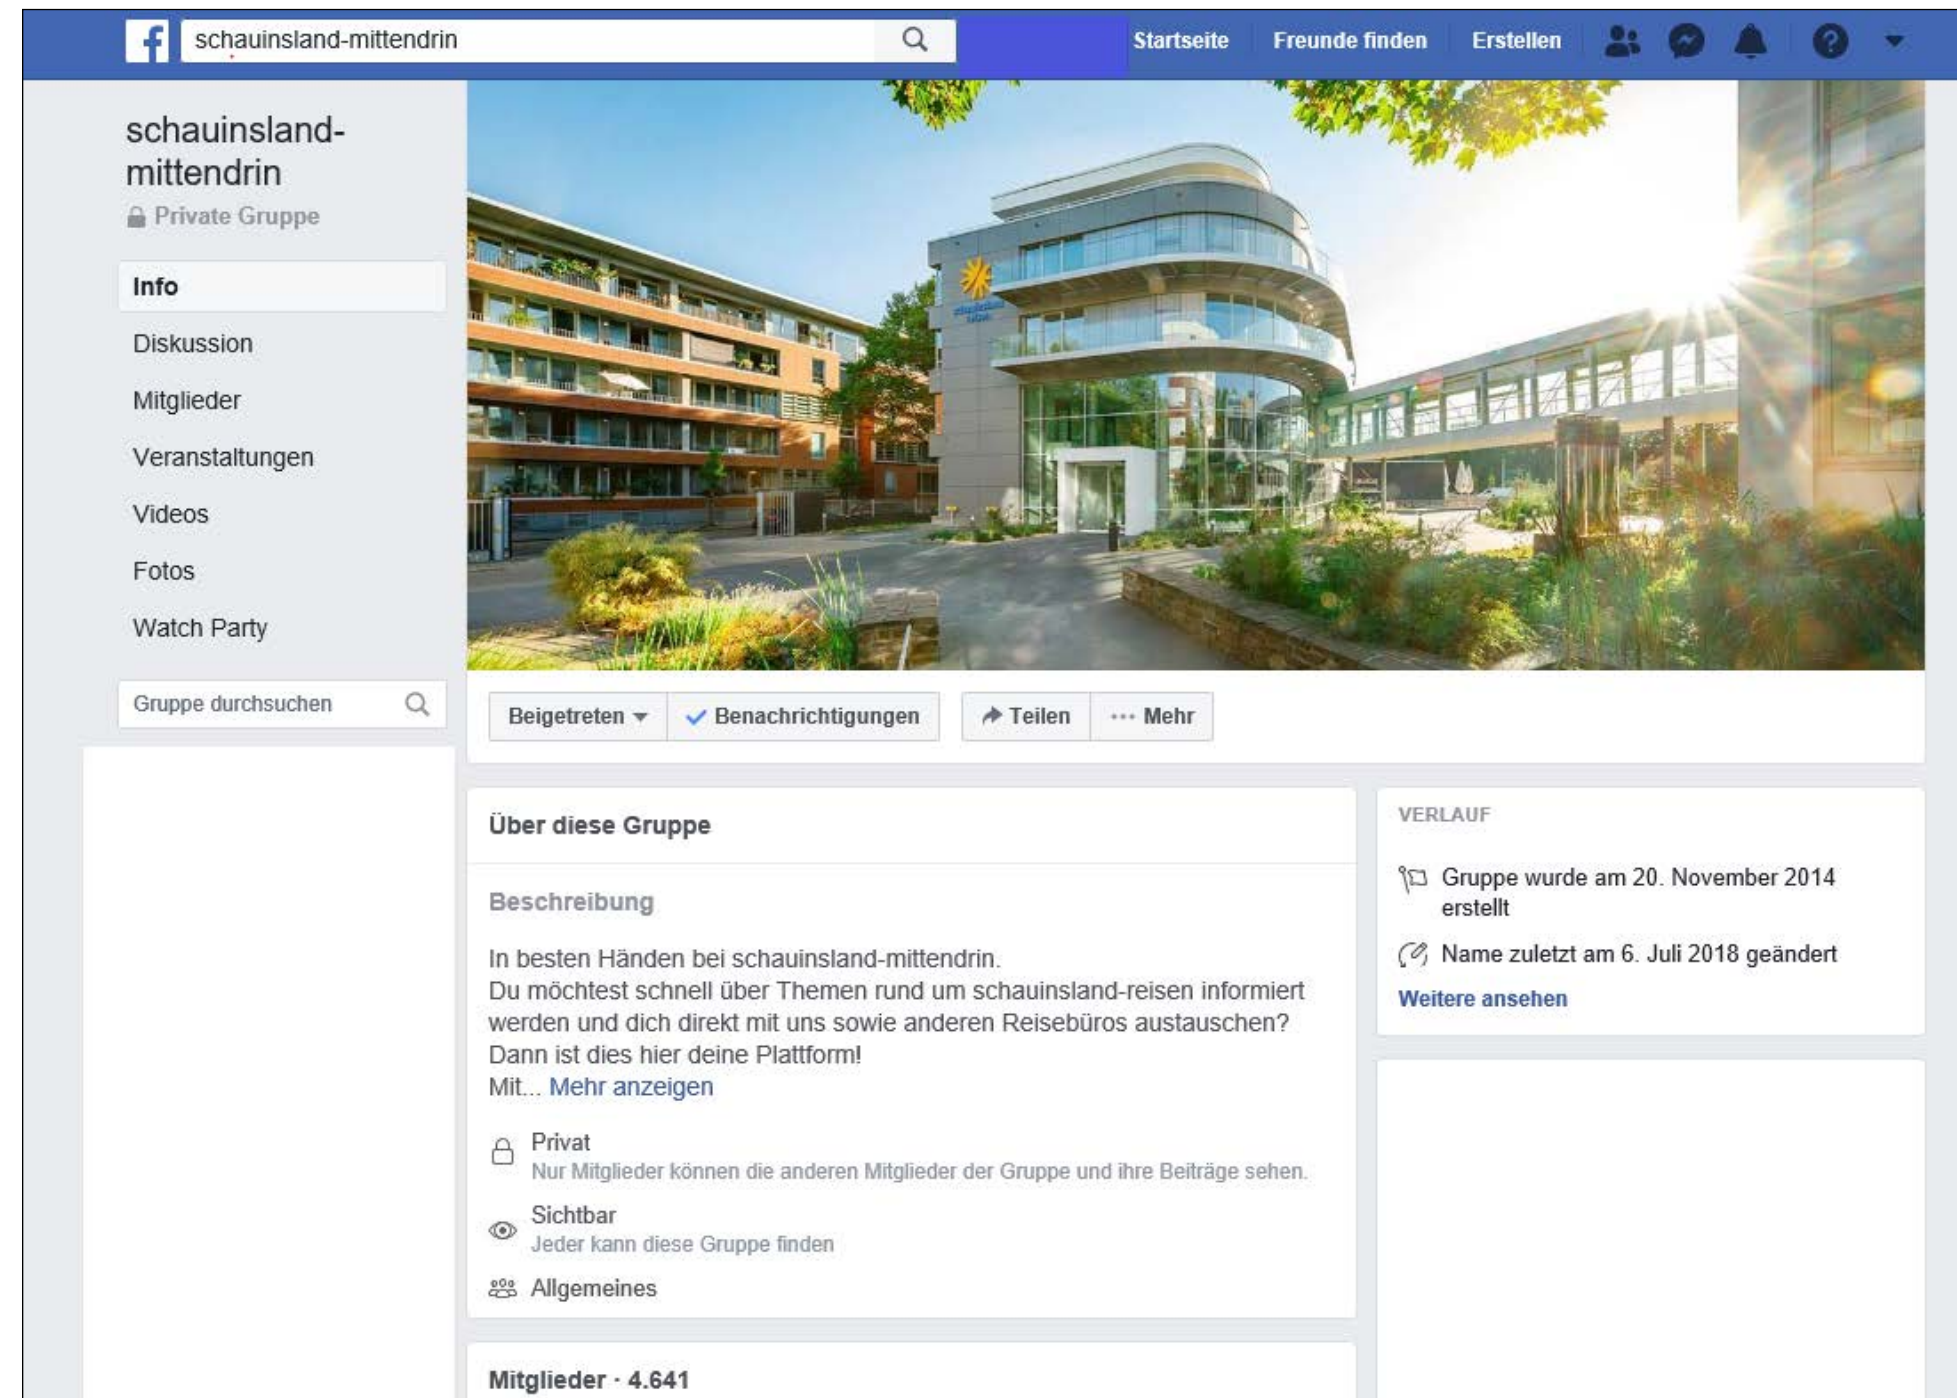 schauinsland-mittendrin
Startseite
Freunde finden
Erstellen
schauinsland-
mittendrin
Private Gruppe
Info
Diskussion
Mitglieder
Veranstaltungen
Videos
Fotos
Watch Party
Gruppe durchsuchen
schauinsland
reisen
Beigetreten
Benachrichtigungen
Teilen
Mehr
Über diese Gruppe
Beschreibung
In besten Händen bei schauinsland-mittendrin.
Du möchtest schnell über Themen rund um schauinsland-reisen informiert
werden und dich direkt mit uns sowie anderen Reisebüros austauschen?
Dann ist dies hier deine Plattform!
Mit... Mehr anzeigen
Privat
Nur Mitglieder können die anderen Mitglieder der Gruppe und ihre Beiträge sehen.
Sichtbar
Jeder kann diese Gruppe finden
Allgemeines
Mitglieder · 4.641
VERLAUF
Gruppe wurde am 20. November 2014
erstellt
Name zuletzt am 6. Juli 2018 geändert
Weitere ansehen